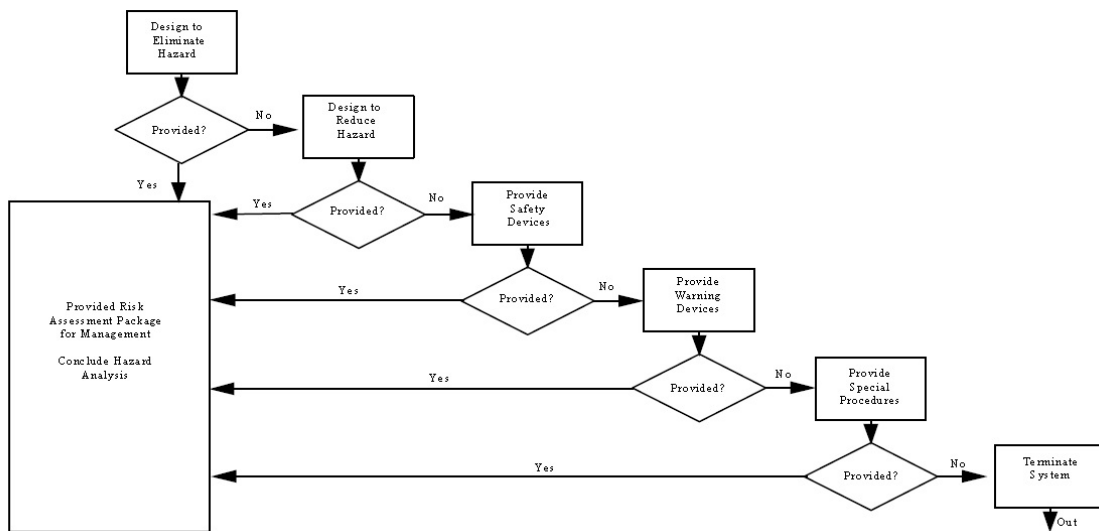 Design to
Eliminate
Hazard
Provided?
No
Design to
Reduce
Hazard
Yes
Yes
Provided?
No
Provide
Safety
Devices
Yes
Provided?
No
Provide
Warning
Devices
Provided Risk
Assessment Package
for Management
Conclude Hazard
Analysis
Yes
Provided?
No
Provide
Special
Procedures
Yes
Provided?
No
Terminate
System
Out